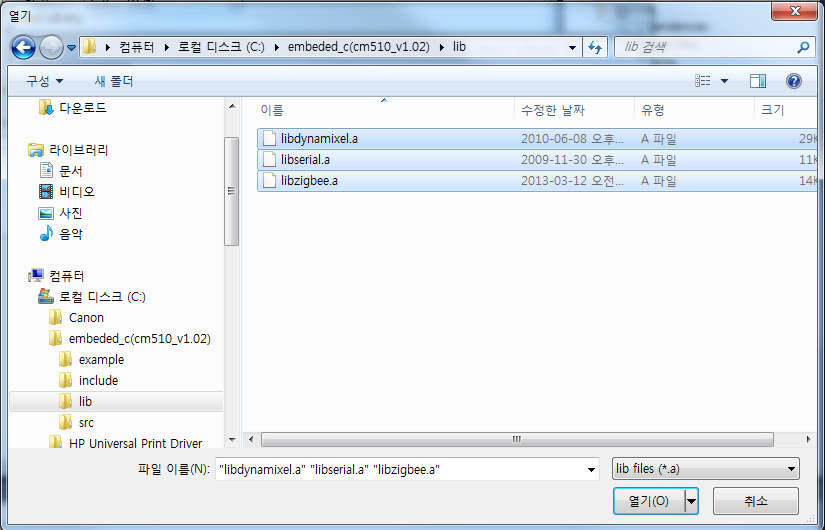 열기
컴퓨터 로컬 디스크 (C:) embeded_c(cm510_v1.02) lib
lib 검색
구성 새 폴더
다운로드
라이브러리
문서
비디오
사진
음악
컴퓨터
로컬 디스크 (C:)
Canon
embeded_c(cm510_v1.02)
example
include
lib
src
HP Universal Print Driver
이름 수정한 날짜 유형 크기
libdynamixel.a 2010-06-08 오후... A 파일 29K
libserial.a 2009-11-30 오후... A 파일 11K
libzigbee.a 2013-03-12 오전... A 파일 14K
파일 이름(N): "libdynamixel.a" "libserial.a" "libzigbee.a"
lib files (*.a)
열기(O) 취소